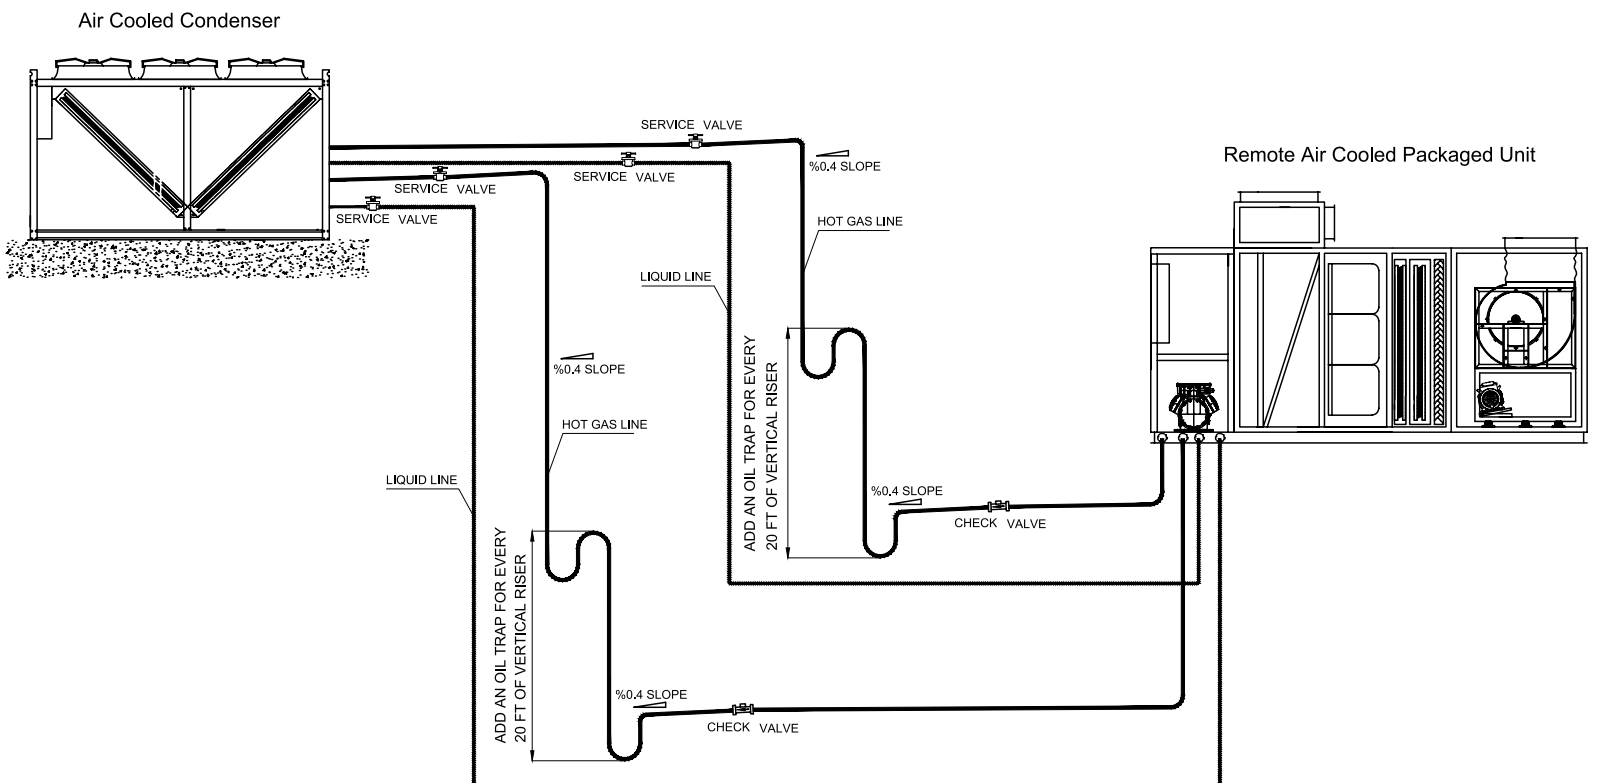 Air Cooled Condenser
SERVICE VALVE
Remote Air Cooled Packaged Unit
%0.4 SLOPE
SERVICE VALVE
SERVICE VALVE
SERVICE VALVE
HOT GAS LINE
LIQUID LINE
%0.4 SLOPE
ADD AN OIL TRAP FOR EVERY
20 FT OF VERTICAL RISER
HOT GAS LINE
LIQUID LINE
%0.4 SLOPE
CHECK VALVE
ADD AN OIL TRAP FOR EVERY
20 FT OF VERTICAL RISER
%0.4 SLOPE
CHECK VALVE